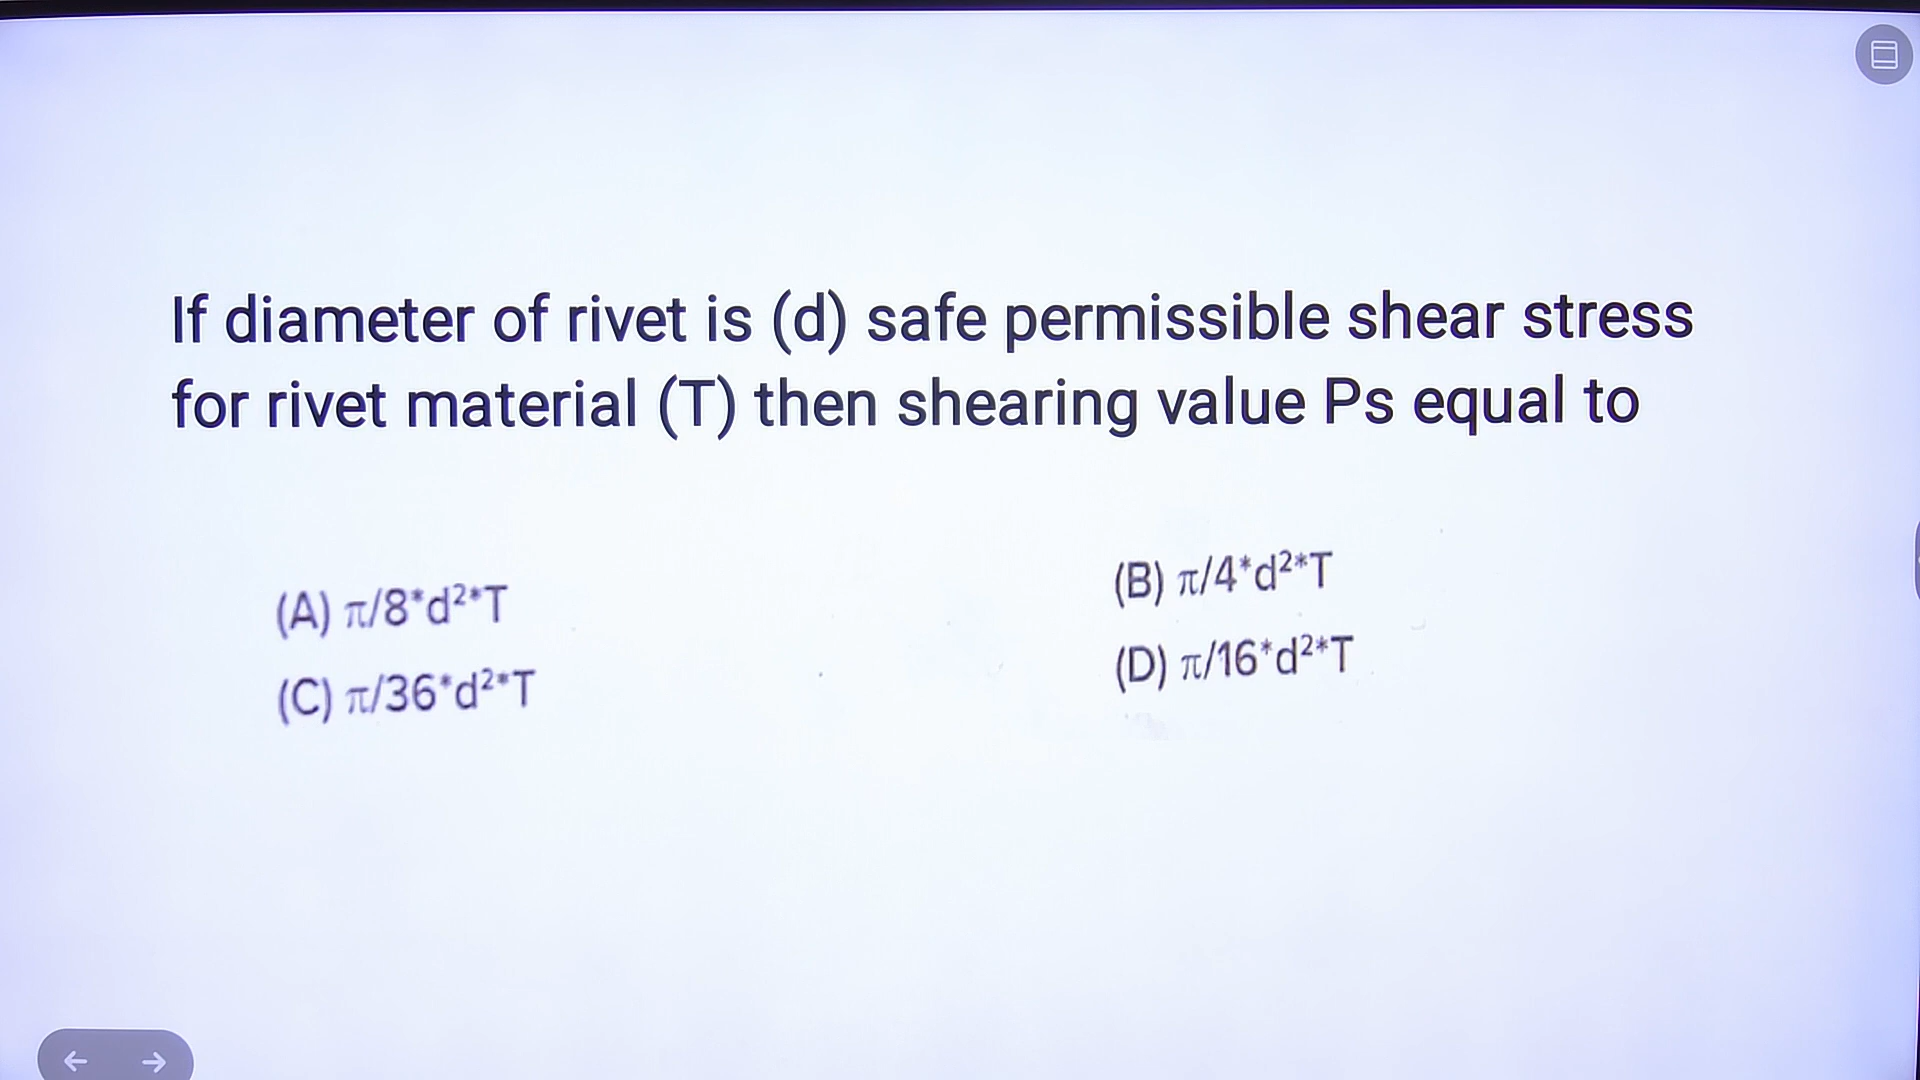 If diameter of rivet is (d) safe permissible shear stress
for rivet material (T) then shearing value Ps equal to
(A) π/8*d²*T
(B) π/4*d²*T
(C) π/36*d²*T
(D) π/16*d²*T